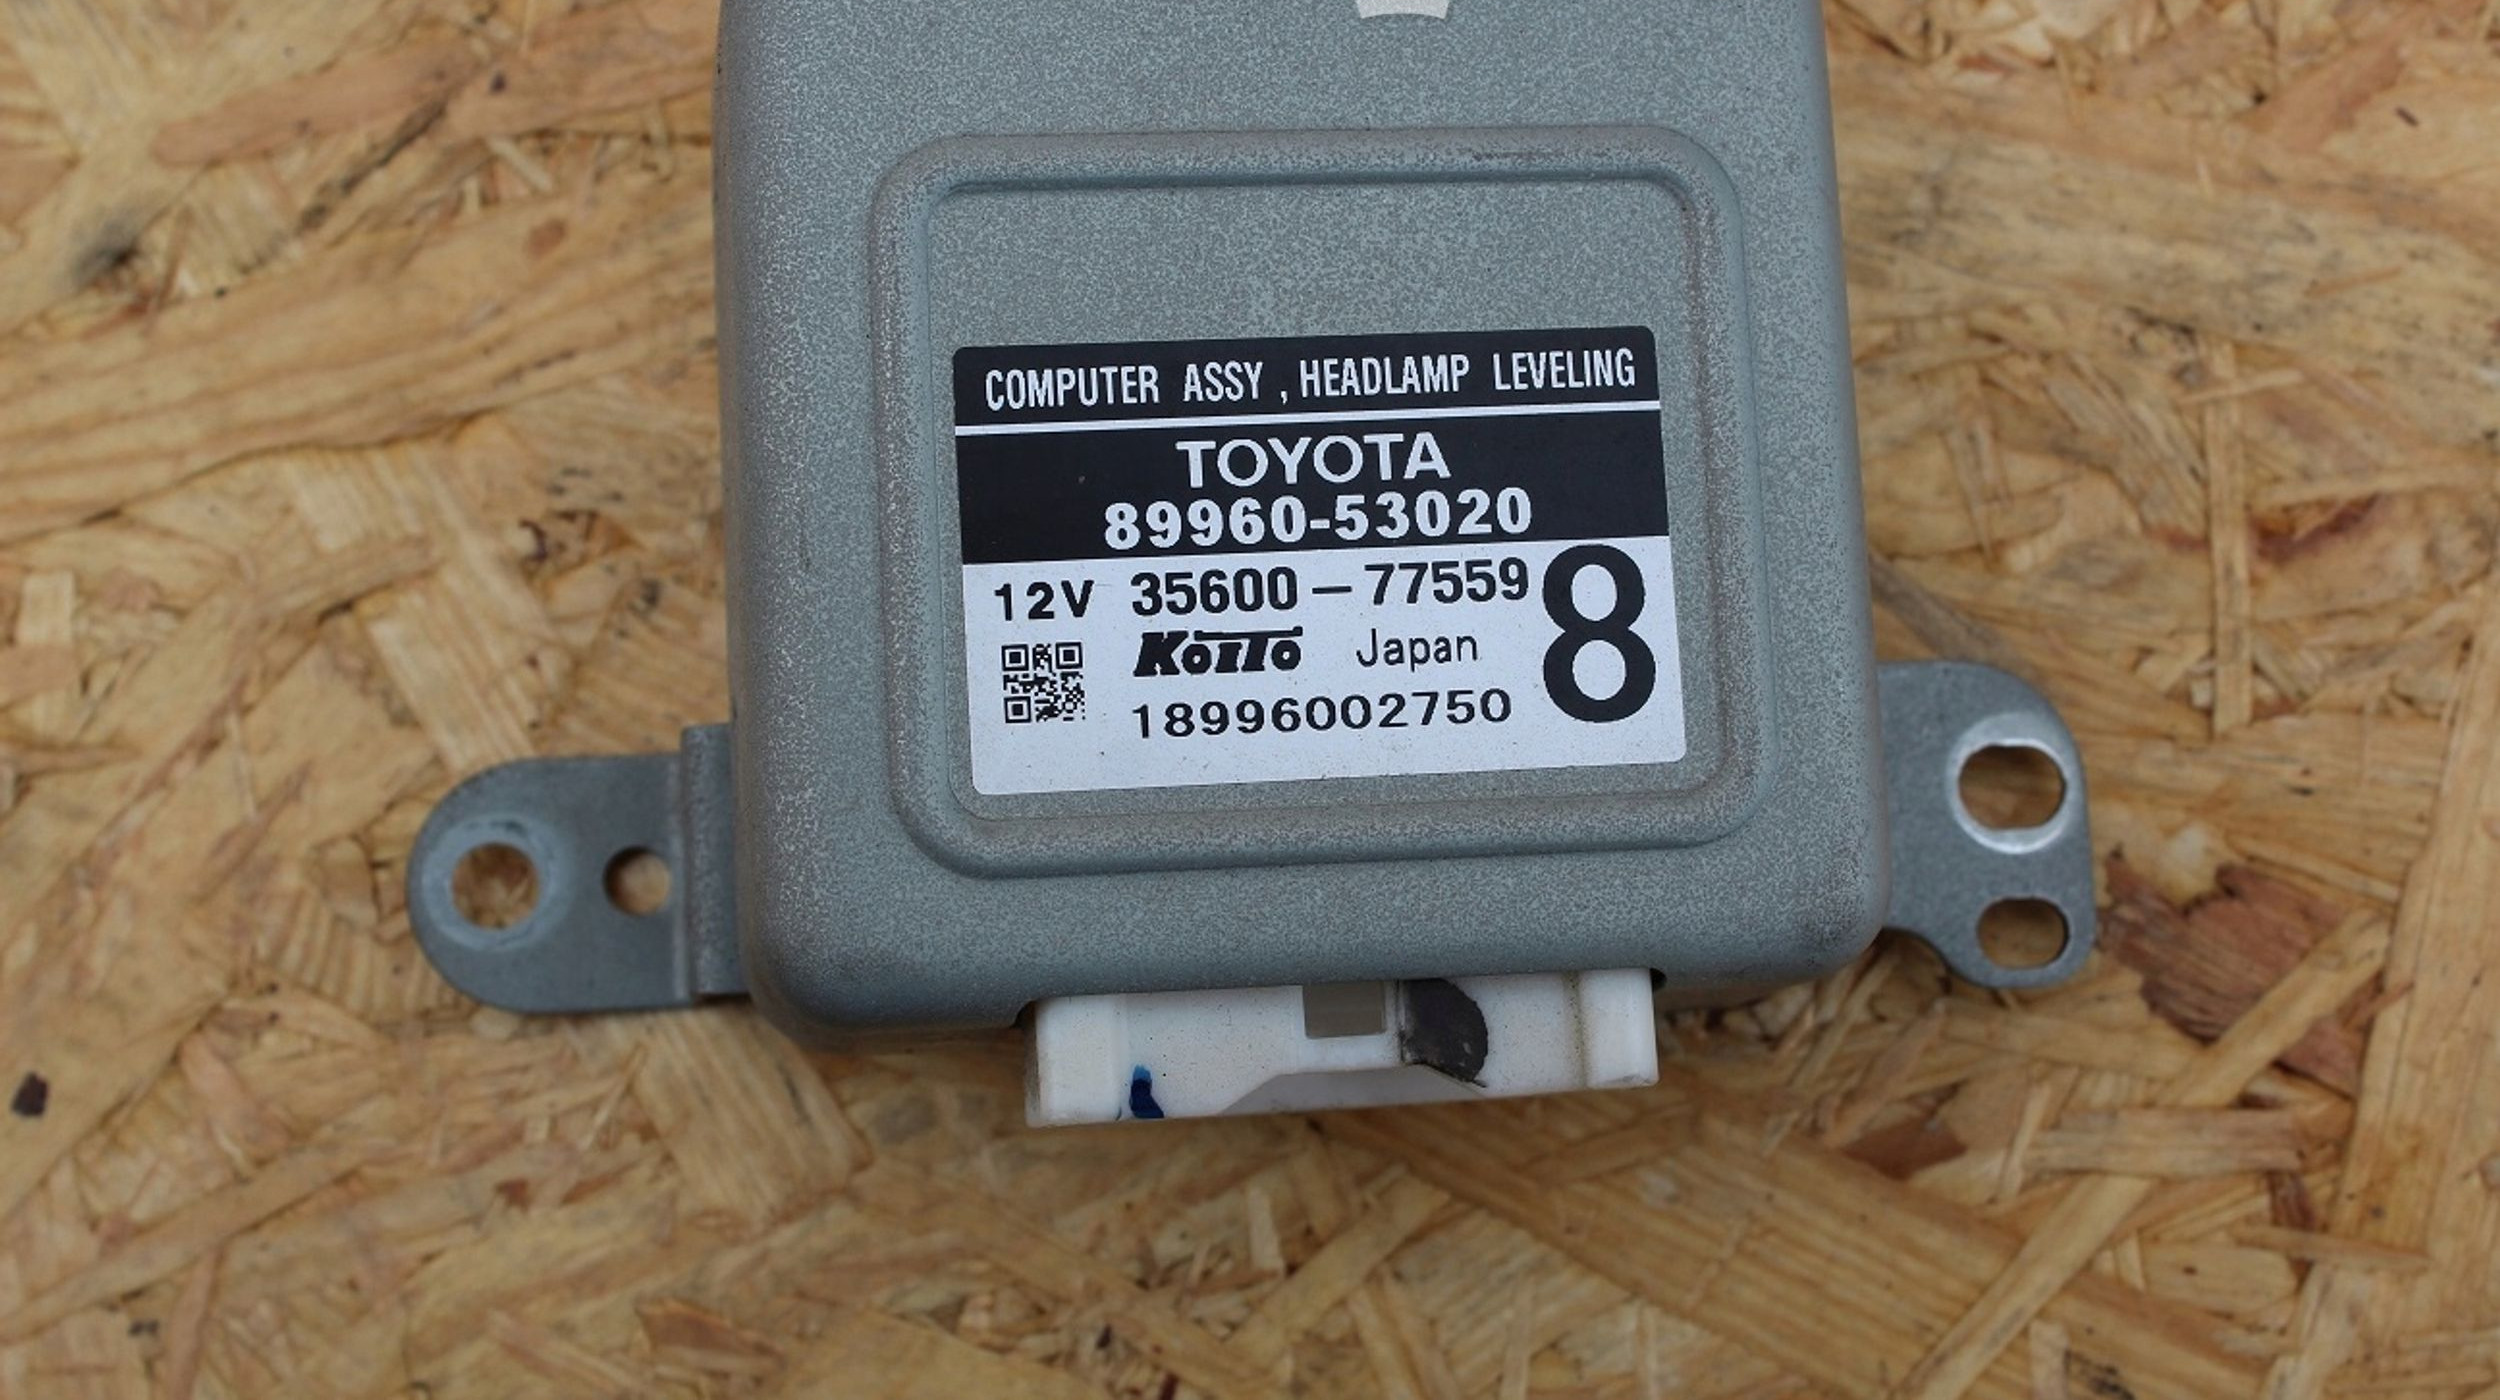 COMPUTER ASSY , HEADLAMP LEVELING
TOYOTA
89960-53020
12V 35600-77559 8
KOITO Japan
18996002750